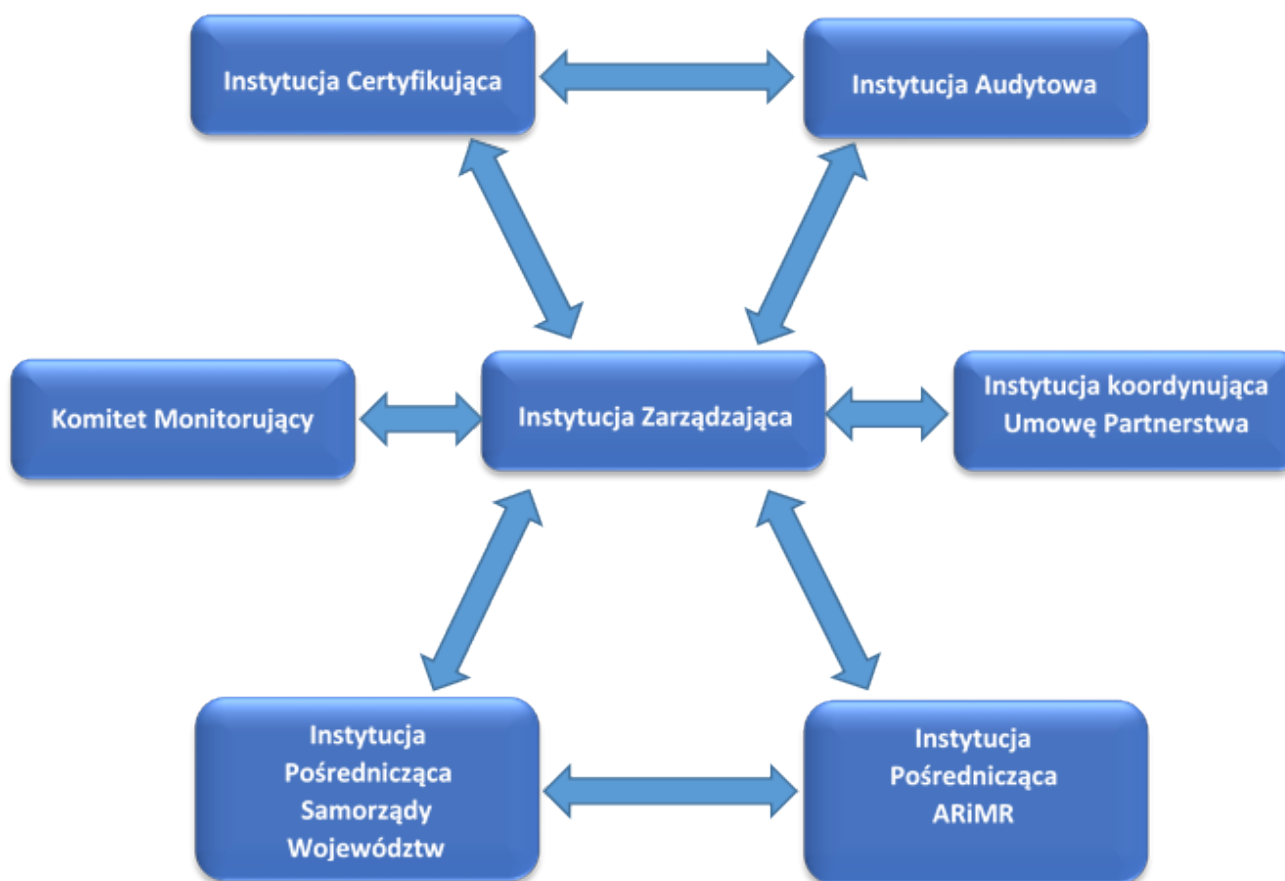 Instytucja Certyfikująca
Instytucja Audytowa
Komitet Monitorujący
Instytucja Zarządzająca
Instytucja koordynująca
Umowę Partnerstwa
Instytucja
Pośrednicząca
Samorządy
Województw
Instytucja
Pośrednicząca
ARiMR